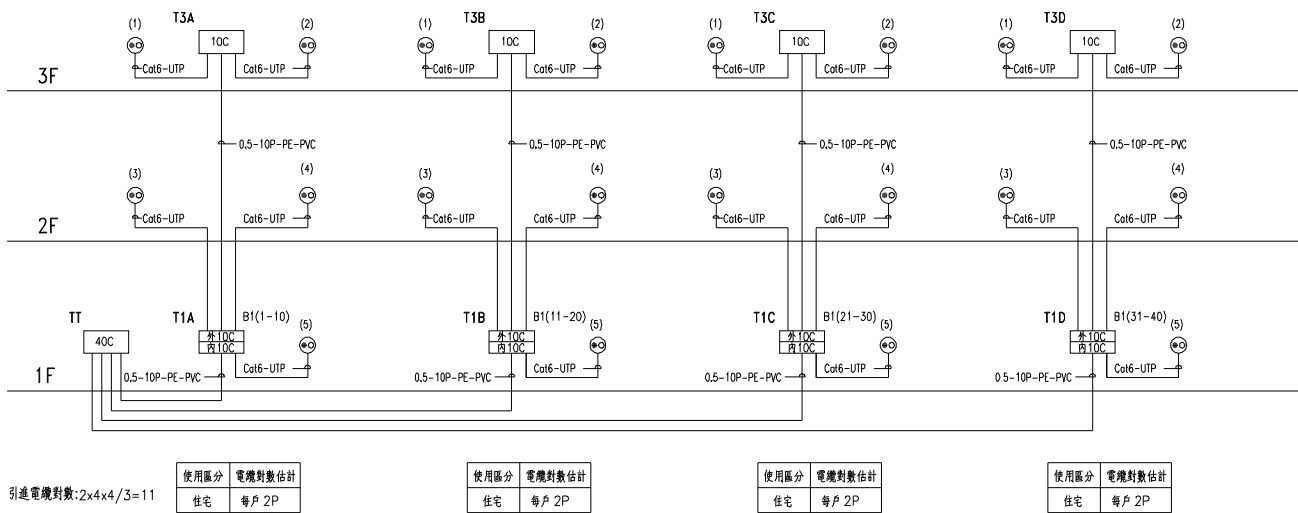 T3A T3B T3C T3D
(1) (2) (1) (2) (1) (2) (1) (2)
10C 10C 10C 10C
Cat6-UTP Cat6-UTP Cat6-UTP Cat6-UTP Cat6-UTP Cat6-UTP Cat6-UTP Cat6-UTP
3F
0.5-10P-PE-PVC 0.5-10P-PE-PVC 0.5-10P-PE-PVC 0.5-10P-PE-PVC
(3) (4) (3) (4) (3) (4) (3) (4)
Cat6-UTP Cat6-UTP Cat6-UTP Cat6-UTP Cat6-UTP Cat6-UTP Cat6-UTP Cat6-UTP
2F
TT T1A B1(1-10) T1B B1(11-20) T1C B1(21-30) T1D B1(31-40)
(5) (5) (5) (5)
40C 外10C 外10C 外10C 外10C
內10C 內10C 內10C 內10C
Cat6-UTP Cat6-UTP Cat6-UTP Cat6-UTP
1F
0.5-10P-PE-PVC 0.5-10P-PE-PVC 0.5-10P-PE-PVC 0.5-10P-PE-PVC
使用區分 電纜對數估計 使用區分 電纜對數估計 使用區分 電纜對數估計 使用區分 電纜對數估計
引進電纜對數:2x4x4/3=11
住宅 每戶 2P 住宅 每戶 2P 住宅 每戶 2P 住宅 每戶 2P